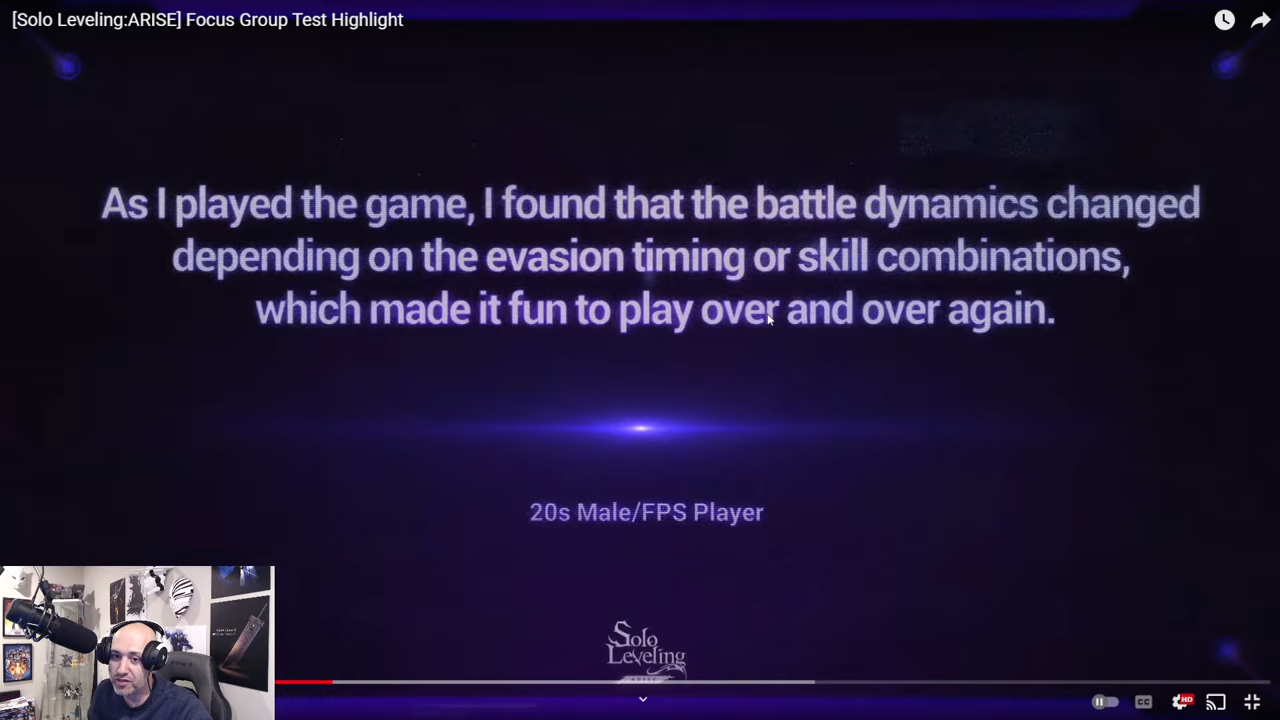 [Solo Leveling:ARISE] Focus Group Test Highlight
As I played the game, I found that the battle dynamics changed
depending on the evasion timing or skill combinations,
which made it fun to play over and over again.
20s Male/FPS Player
Solo
Leveling
CC
HD